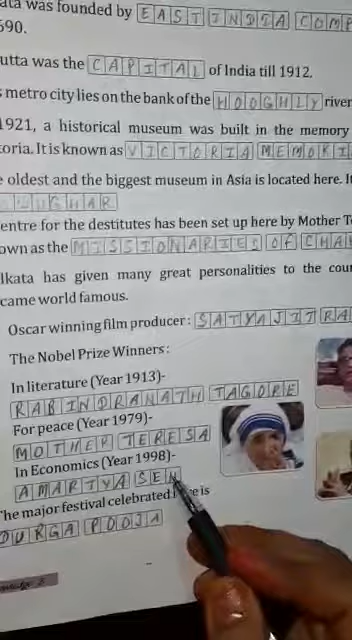 ata was founded by EAST INDIA COMP
690.
utta was the CAPITAL of India till 1912.
s metro city lies on the bank of the HOOGHLY river
1921, a historical museum was built in the memory
toria. It is known as VICTORIA MEMORI
e oldest and the biggest museum in Asia is located here. It
UGHAR
entre for the destitutes has been set up here by Mother T
own as the MISSIONARIES OF CHA
lkata has given many great personalities to the cou
came world famous.
Oscar winning film producer: SATYAJIT RA
The Nobel Prize Winners:
In literature (Year 1913)-
RABINDRANATH TAGORE
For peace (Year 1979)-
MOTHER TERESA
In Economics (Year 1998)-
AMARTYA SEN
The major festival celebrated is
DURGA POOJA